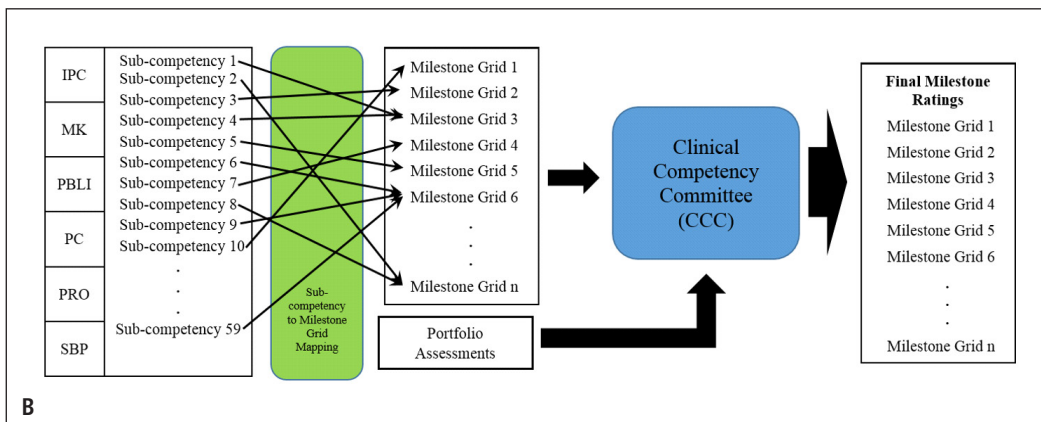 IPC
MK
PBLI
PC
PRO
SBP
Sub-competency 1
Sub-competency 2
Sub-competency 3
Sub-competency 4
Sub-competency 5
Sub-competency 6
Sub-competency 7
Sub-competency 8
Sub-competency 9
Sub-competency 10
.
.
.
.
Sub-competency 59
Sub-
competency
to Milestone
Grid
Mapping
Milestone Grid 1
Milestone Grid 2
Milestone Grid 3
Milestone Grid 4
Milestone Grid 5
Milestone Grid 6
.
.
.
Milestone Grid n
Portfolio
Assessments
Clinical
Competency
Committee
(CCC)
Final Milestone
Ratings
Milestone Grid 1
Milestone Grid 2
Milestone Grid 3
Milestone Grid 4
Milestone Grid 5
Milestone Grid 6
.
.
.
Milestone Grid n
B